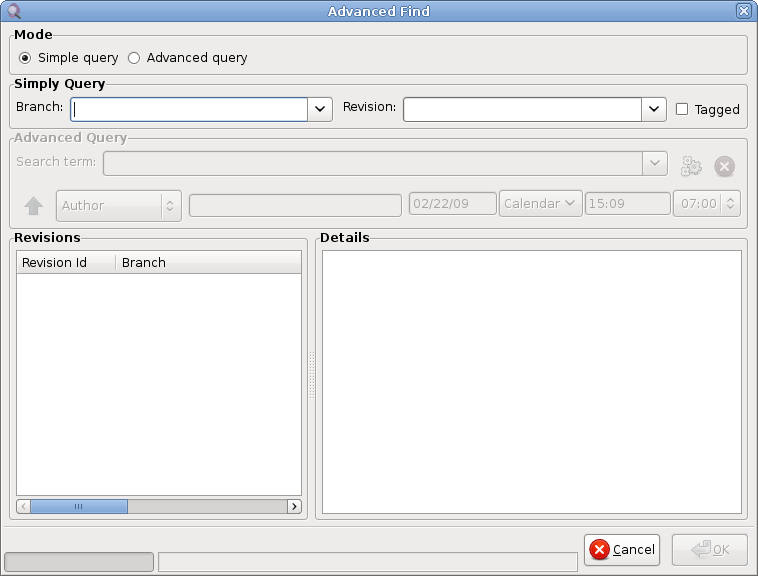 Advanced Find
Mode
Simple query Advanced query
Simply Query
Branch: Revision: Tagged
Advanced Query
Search term:
Author 02/22/09 Calendar 15:09 07:00
Revisions Details
Revision Id Branch
Cancel OK